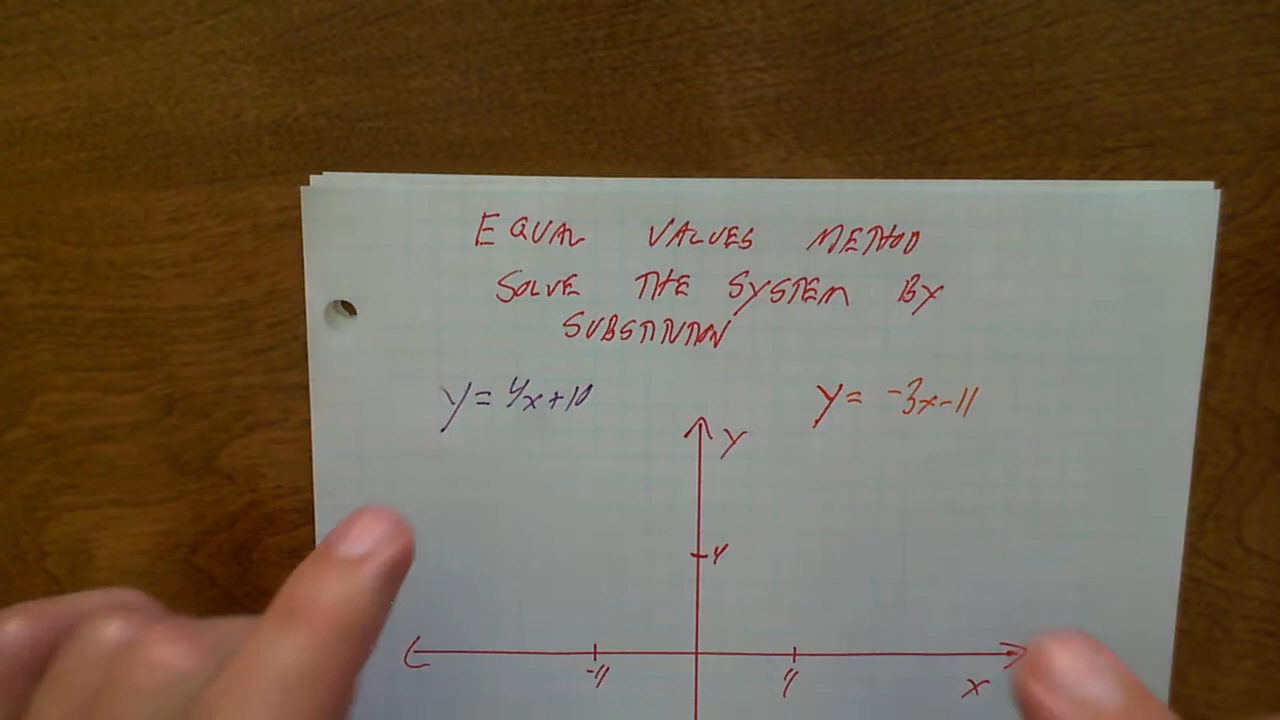 EQUAL VALUES METHOD
SOLVE THE SYSTEM BY
SUBSTITUTION
y = 4x+10
y = -3x-11
y
4
-4
4
x